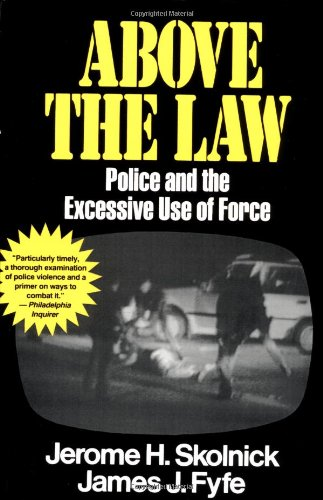 ABOVE
THE LAW
Police and the
Excessive Use of Force
"Particularly timely,
a thorough examination
of police violence and a
primer on ways to
combat it."
— Philadelphia
Inquirer
Jerome H. Skolnick
James J. Fyfe